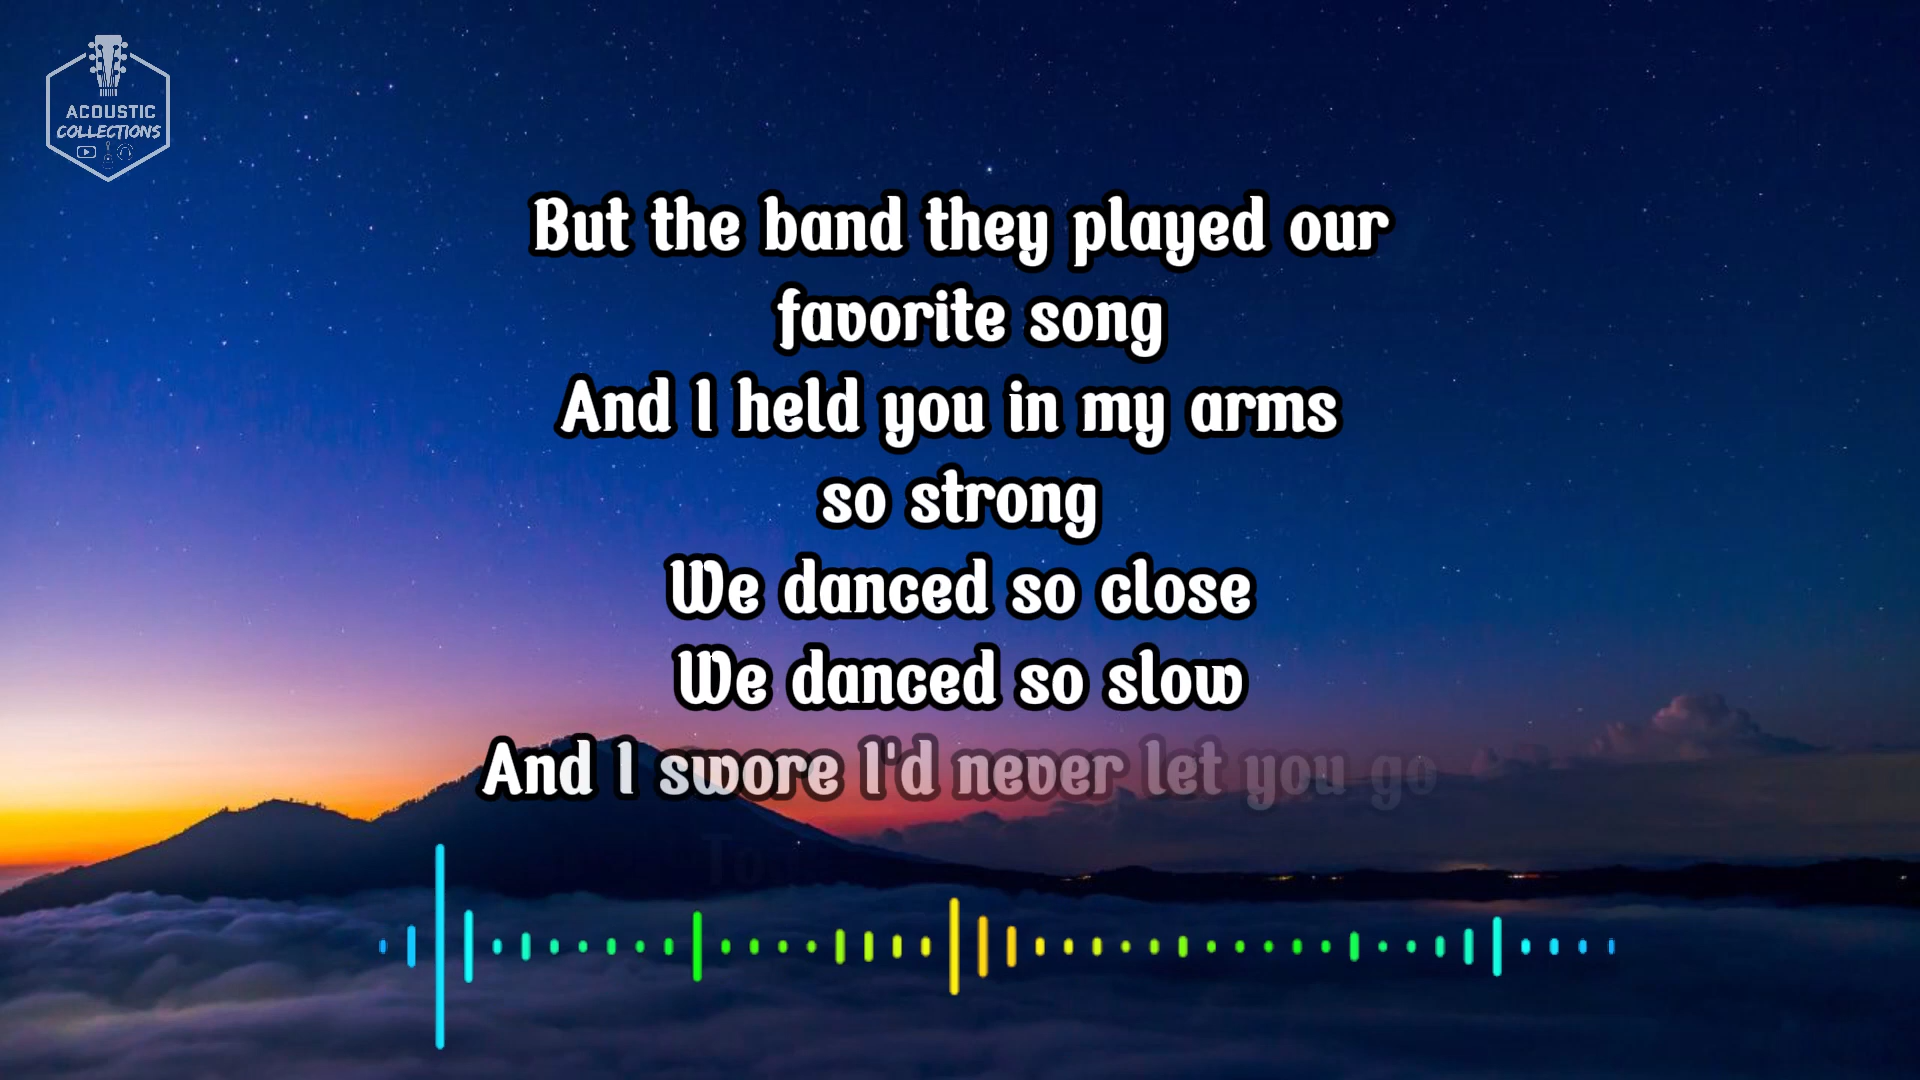 ACOUSTIC
COLLECTIONS
But the band they played our
favorite song
And I held you in my arms
so strong
We danced so close
We danced so slow
And I swore I'd never let you go
To